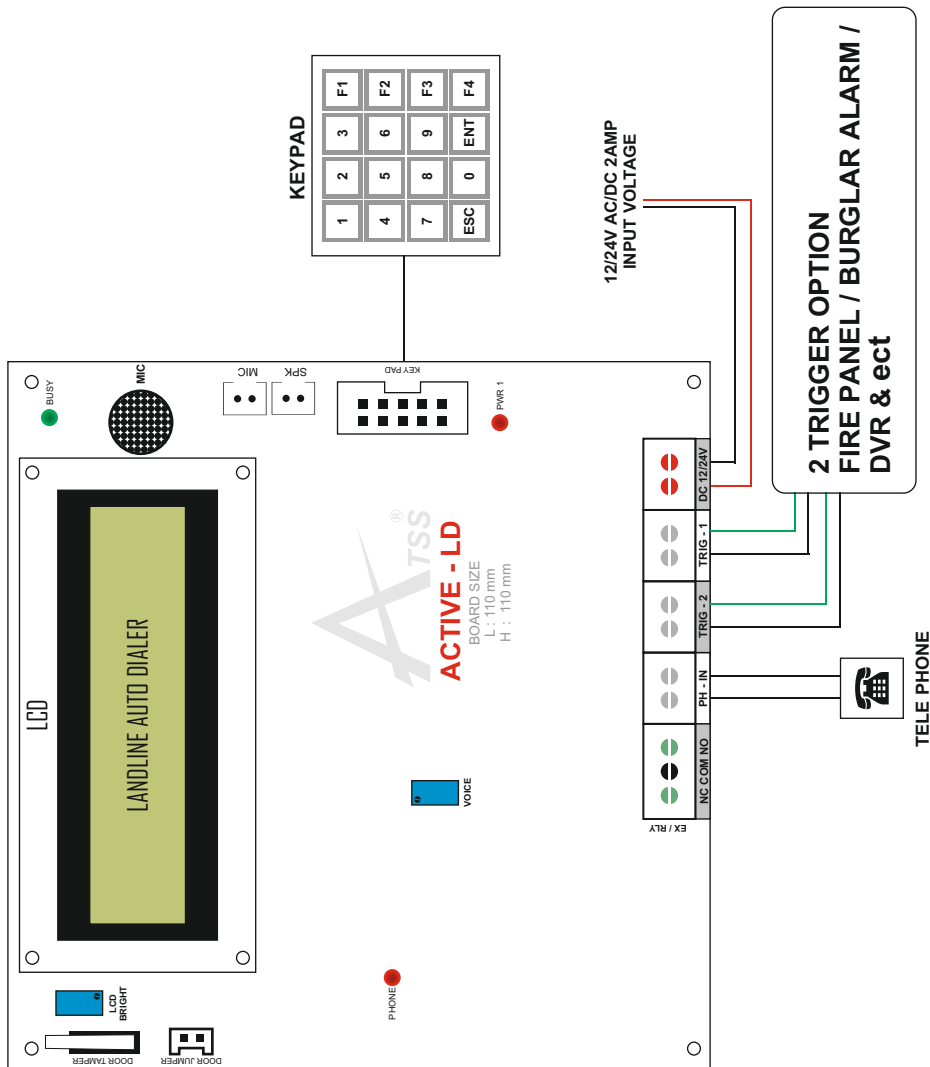 LCD
LANDLINE AUTO DIALER
LCD
BRIGHT
DOOR TAMPER
DOOR JUMPER
BUSY
MIC
MIC
SPK
KEY PAD
PWR 1
PHONE
VOICE
ATSS®
ACTIVE - LD
BOARD SIZE
L : 110 mm
H : 110 mm
KEYPAD
1 2 3 F1
4 5 6 F2
7 8 9 F3
ESC 0 ENT F4
12/24V AC/DC 2AMP
INPUT VOLTAGE
EX / RLY
NC COM NO
PH - IN
TRIG - 2
TRIG - 1
DC 12/24V
TELE PHONE
2 TRIGGER OPTION
FIRE PANEL / BURGLAR ALARM /
DVR & ect